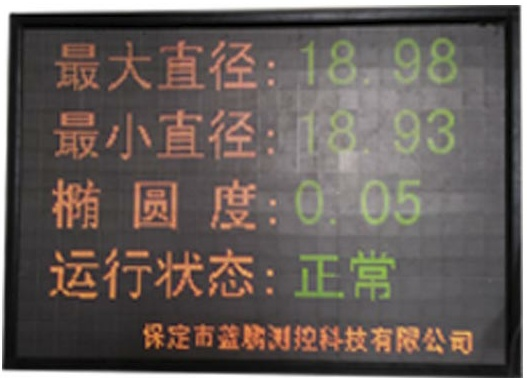 最大直径: 18.98
最小直径: 18.93
椭圆度: 0.05
运行状态: 正常
保定市蓝鹏测控科技有限公司